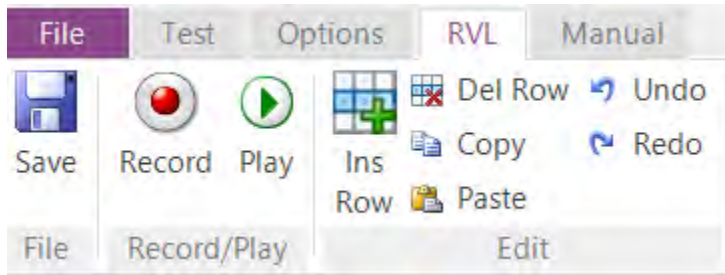 File Test Options RVL Manual
Save Record Play Ins Row Del Row Undo
Copy Redo
Paste
File Record/Play Edit